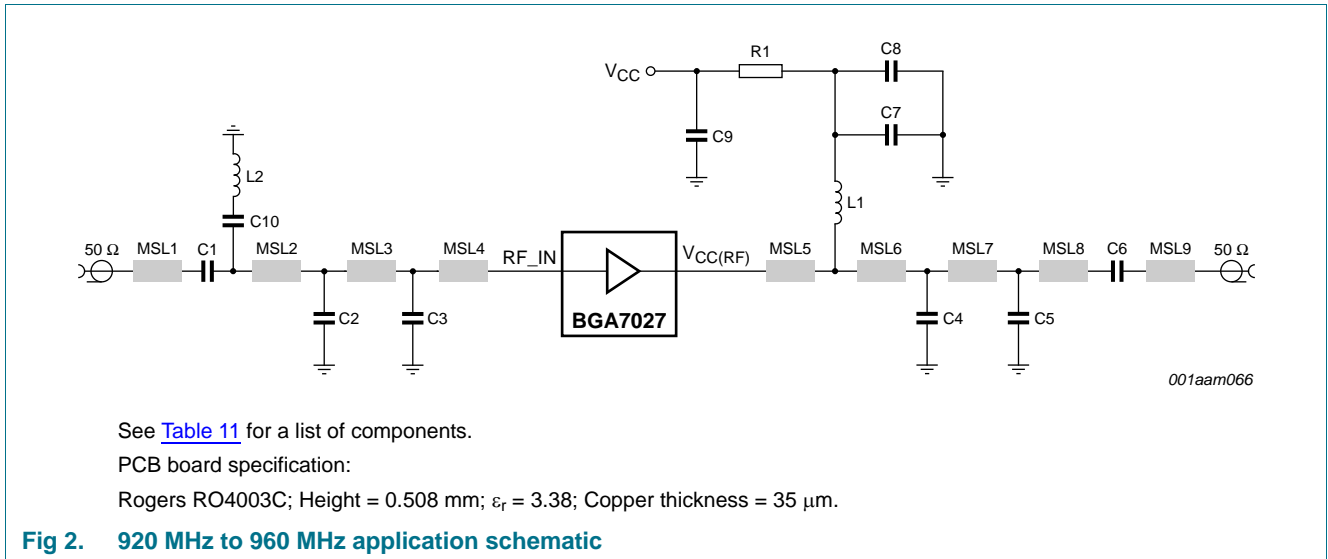 R1
C8
V_CC
C7
C9
L2
L1
C10
50 Ω MSL1 C1 MSL2 MSL3 MSL4 RF_IN V_CC(RF) MSL5 MSL6 MSL7 MSL8 C6 MSL9 50 Ω
C2 C3 BGA7027 C4 C5
001aam066
See Table 11 for a list of components.
PCB board specification:
Rogers RO4003C; Height = 0.508 mm; ε_r = 3.38; Copper thickness = 35 μm.
Fig 2. 920 MHz to 960 MHz application schematic